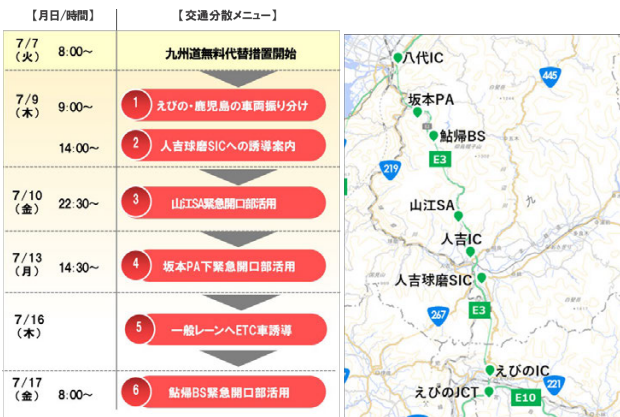 【月日/時間】
【交通分散メニュー】
7/7
(火)
8:00～
九州道無料代替措置開始
7/9
(木)
9:00～
1
えびの・鹿児島の車両振り分け
14:00～
2
人吉球磨SICへの誘導案内
7/10
(金)
22:30～
3
山江SA緊急開口部活用
7/13
(月)
14:30～
4
坂本PA下緊急開口部活用
7/16
(木)
5
一般レーンへETC車誘導
7/17
(金)
8:00～
6
鮎帰BS緊急開口部活用
八代IC
445
坂本PA
鮎帰BS
E3
219
山江SA
九
人吉IC
人吉球磨SIC
E3
267
えびのIC
221
えびのJCT
E10